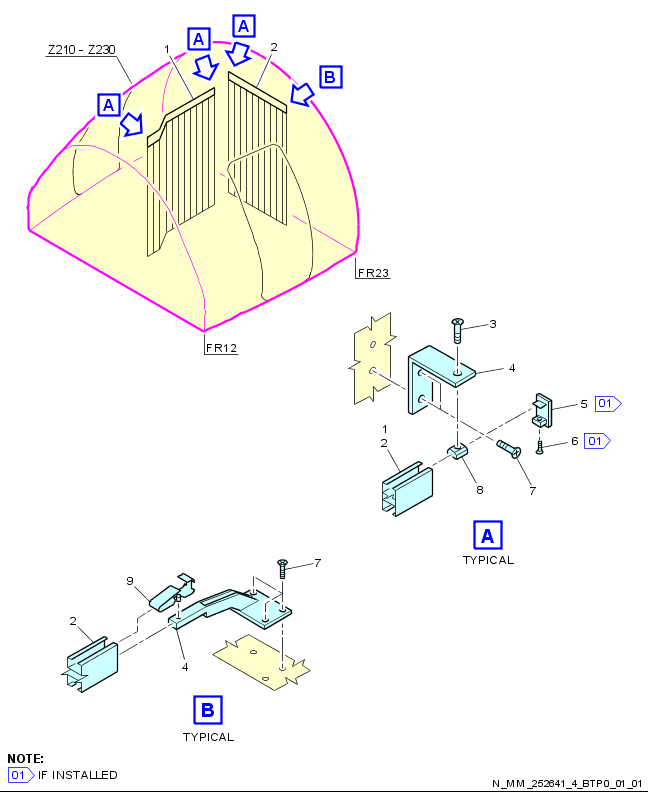 A
A
Z210 - Z230
1
2
B
A
FR23
FR12
3
4
5
01
1
2
6
01
8
7
A
TYPICAL
7
9
2
4
B
TYPICAL
NOTE:
01 IF INSTALLED
N_MM_252641_4_BTP0_01_01